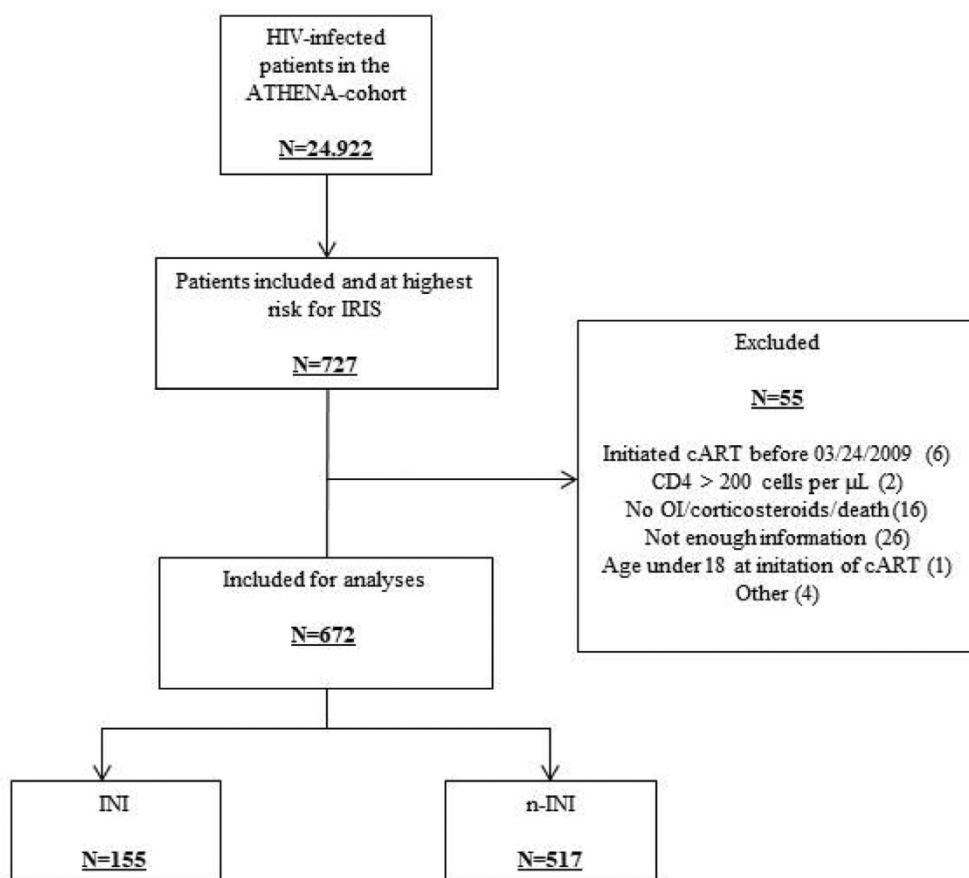 HIV-infected
patients in the
ATHENA-cohort
N=24.922
Patients included and at highest
risk for IRIS
N=727
Excluded
N=55
Initiated cART before 03/24/2009 (6)
CD4 > 200 cells per µL (2)
No OI/corticosteroids/death (16)
Not enough information (26)
Age under 18 at initation of cART (1)
Other (4)
Included for analyses
N=672
INI
N=155
n-INI
N=517